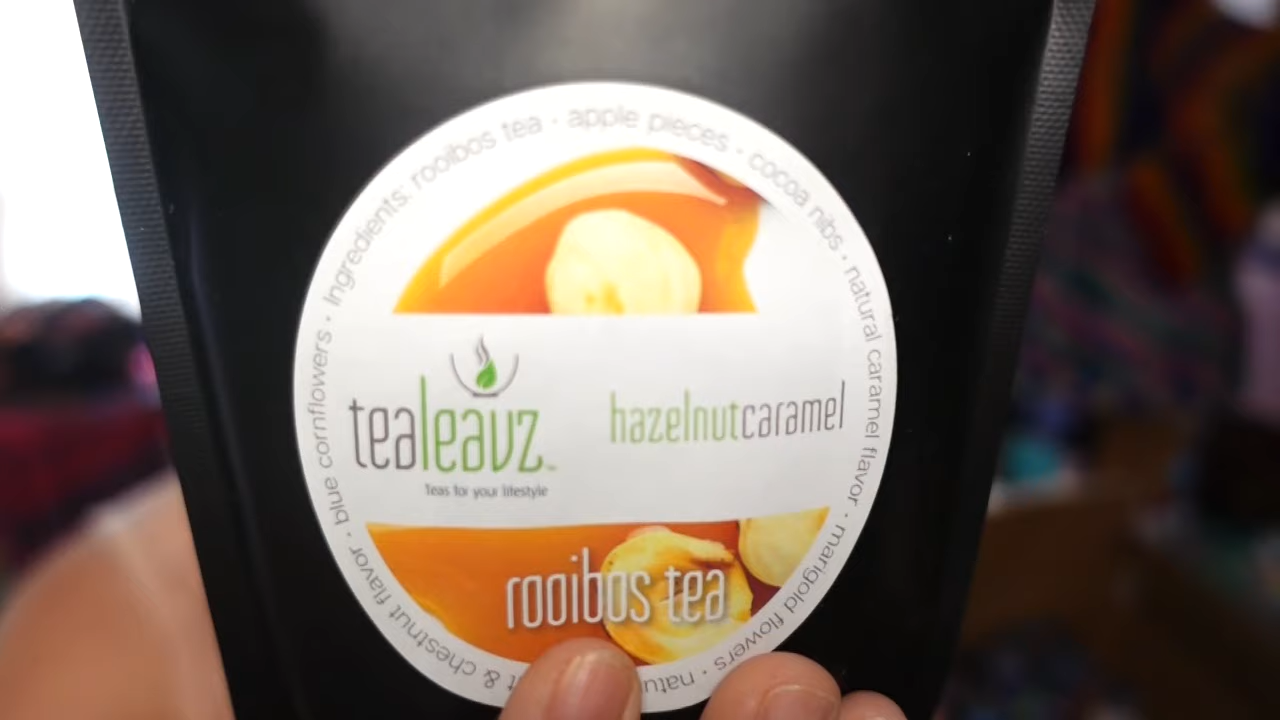 Ingredients: rooibos tea · apple pieces · cocoa nibs · natural caramel flavor · marigold flowers · natu
t & chestnut flavor · blue cornflowers ·
tealeavz™
Teas for your lifestyle
hazelnutcaramel
rooibos tea